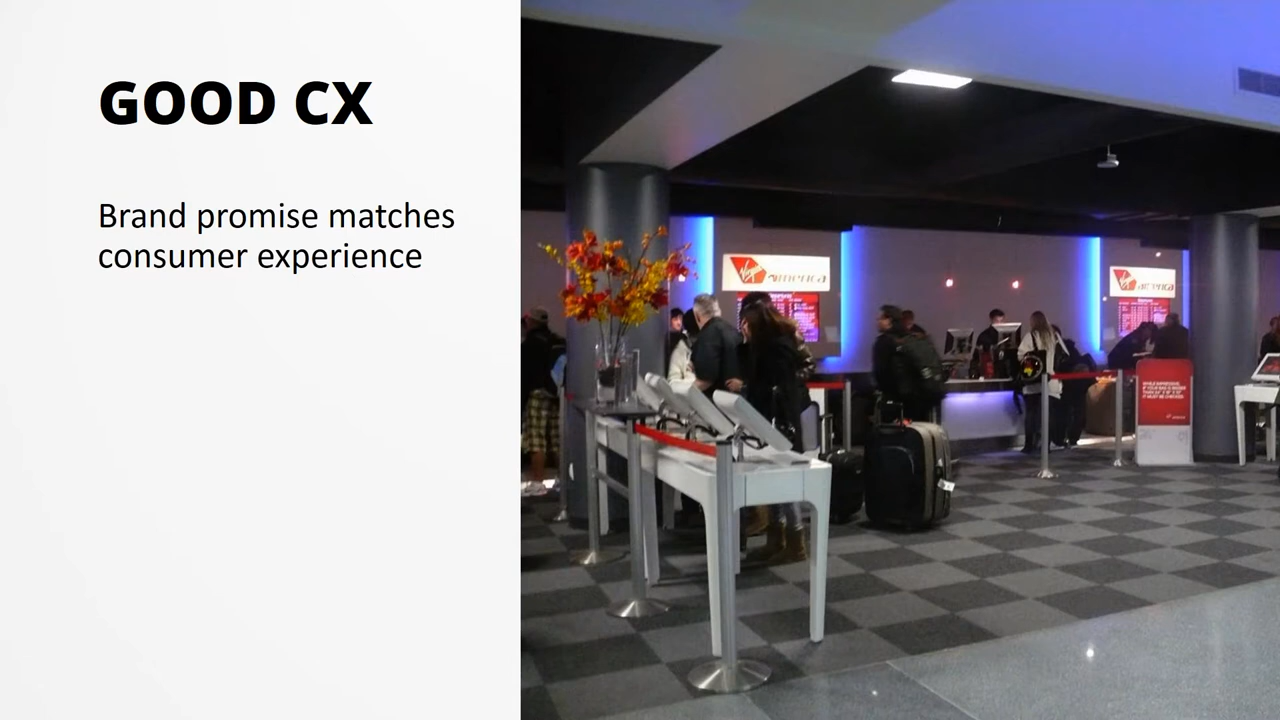 GOOD CX
Brand promise matches
consumer experience
Virgin america
Virgin america